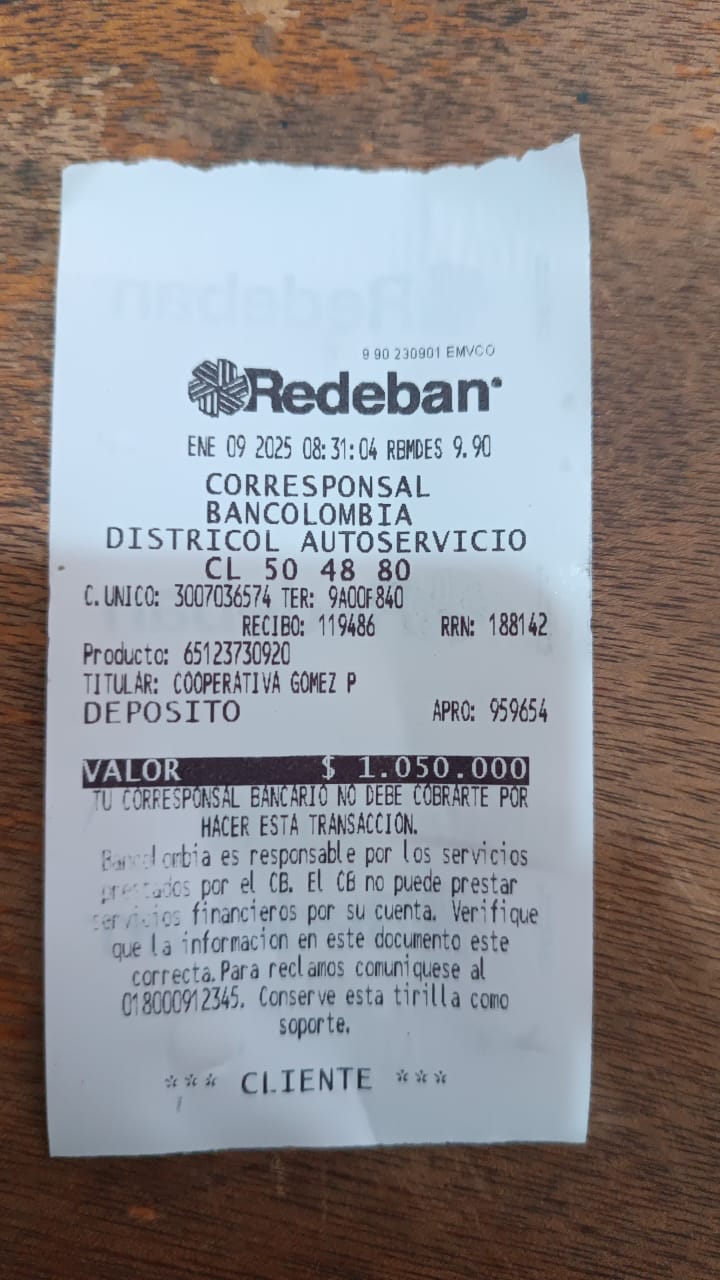 9 90 230901 EMVCO
Redeban
ENE 09 2025 08:31:04 RBMDES 9.90
CORRESPONSAL
BANCOLOMBIA
DISTRICOL AUTOSERVICIO
CL 50 48 80
C.UNICO: 3007036574 TER: 9A00F840
RECIBO: 119486 RRN: 188142
Producto: 65123730920
TITULAR: COOPERATIVA GOMEZ P
DEPOSITO APRO: 959654
VALOR $ 1.050.000
TU CORRESPONSAL BANCARIO NO DEBE COBRARTE POR
HACER ESTA TRANSACCION.
Bancolombia es responsable por los servicios
prestados por el CB. El CB no puede prestar
servicios financieros por su cuenta. Verifique
que la informacion en este documento este
correcta.Para reclamos comuniquese al
018000912345. Conserve esta tirilla como
soporte.
*** CLIENTE ***